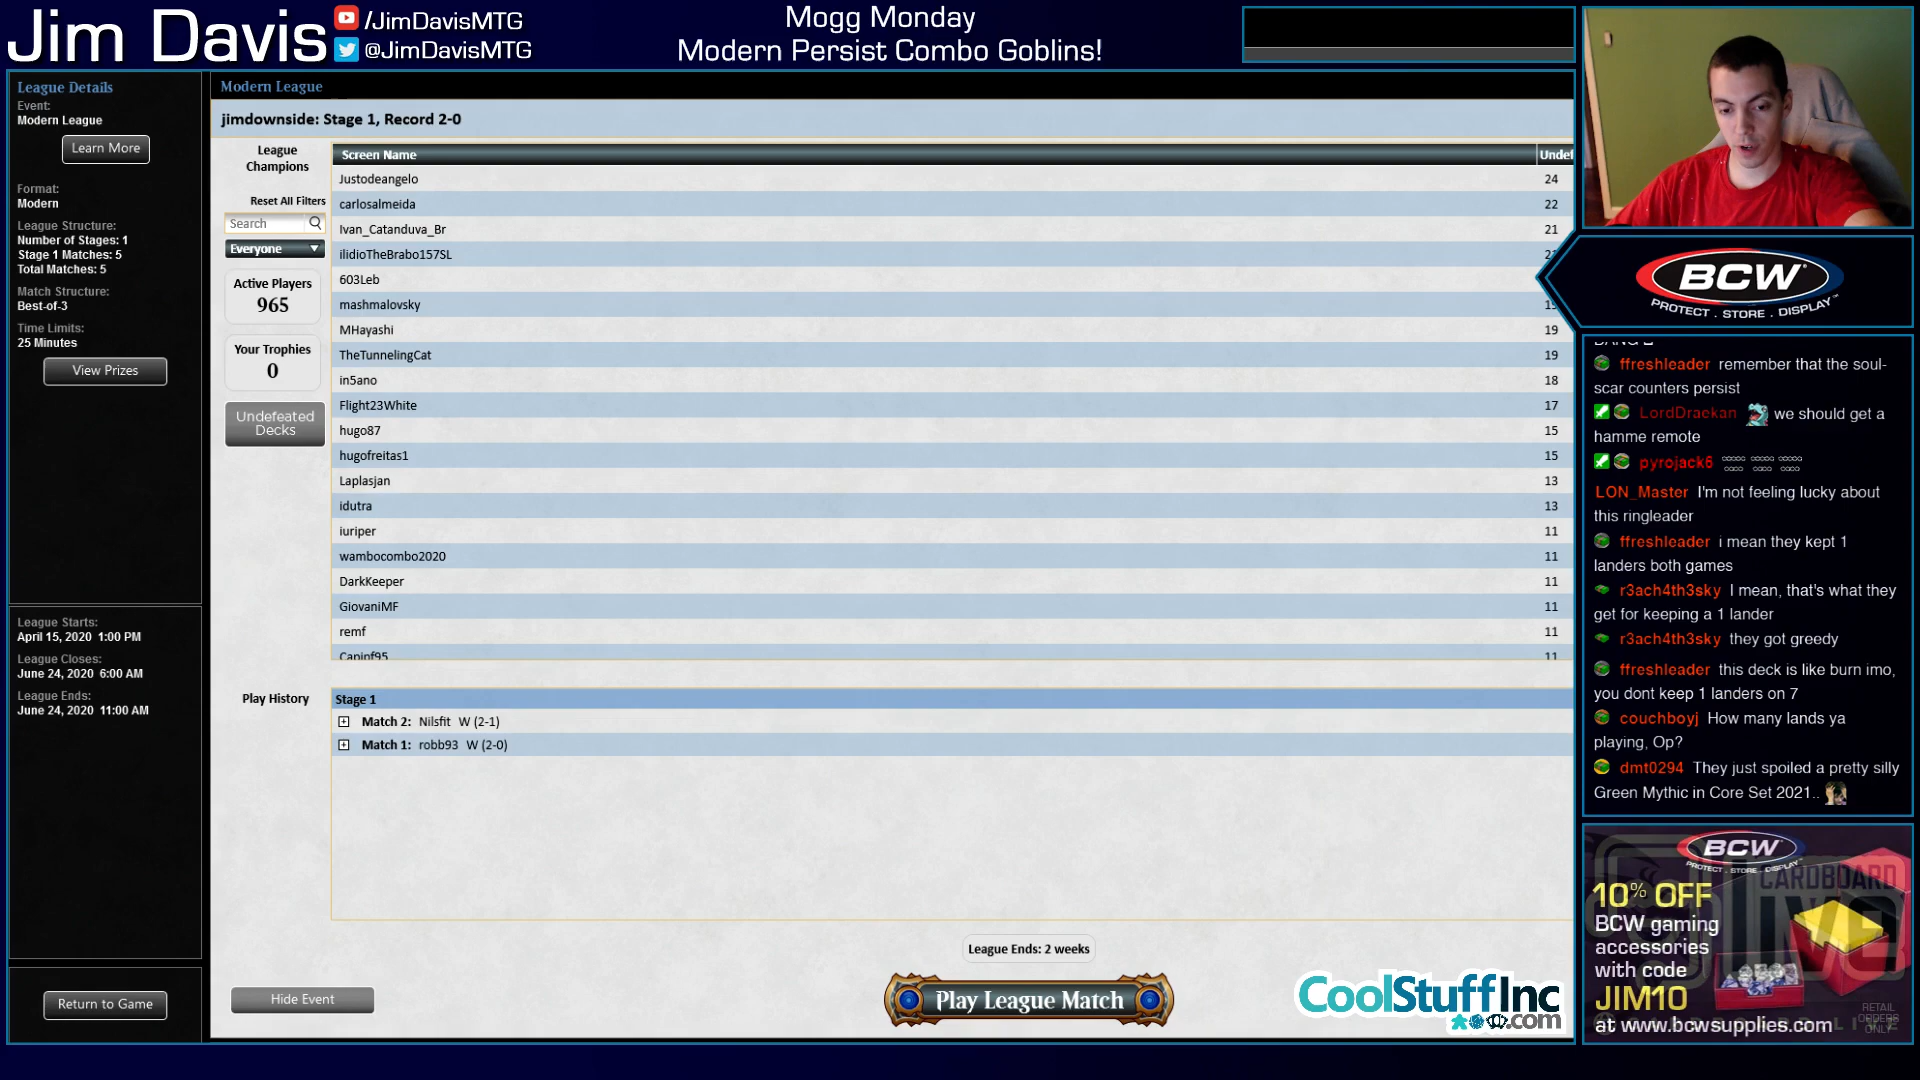 Jim Davis
/JimDavisMTG
@JimDavisMTG
Mogg Monday
Modern Persist Combo Goblins!
League Details
Event:
Modern League
Learn More
Format:
Modern
League Structure:
Number of Stages: 1
Stage 1 Matches: 5
Total Matches: 5
Match Structure:
Best-of-3
Time Limits:
25 Minutes
View Prizes
League Starts:
April 15, 2020 1:00 PM
League Closes:
June 24, 2020 6:00 AM
League Ends:
June 24, 2020 11:00 AM
Return to Game
Modern League
jimdownside: Stage 1, Record 2-0
League
Champions
Reset All Filters
Search
Everyone
Active Players
965
Your Trophies
0
Undefeated
Decks
Screen Name Undef
Justodeangelo 24
carlosalmeida 22
Ivan_Catanduva_Br 21
ilidioTheBrabo157SL
603Leb
mashmalovsky
MHayashi 19
TheTunnelingCat 19
in5ano 18
Flight23White 17
hugo87 15
hugofreitas1 15
Laplasjan 13
idutra 13
iuriper 11
wambocombo2020 11
DarkKeeper 11
GiovaniMF 11
remf 11
Capinf95 11
Play History
Stage 1
Match 2: Nilsfit W (2-1)
Match 1: robb93 W (2-0)
League Ends: 2 weeks
Hide Event
Play League Match
CoolStuffInc
.com
BCW
PROTECT . STORE . DISPLAY™
ffreshleader remember that the soul-
scar counters persist
LordDraekan we should get a
hamme remote
pyrojack6
LON_Master I'm not feeling lucky about
this ringleader
ffreshleader i mean they kept 1
landers both games
r3ach4th3sky I mean, that's what they
get for keeping a 1 lander
r3ach4th3sky they got greedy
ffreshleader this deck is like burn imo,
you dont keep 1 landers on 7
couchboyj How many lands ya
playing, Op?
dmt0294 They just spoiled a pretty silly
Green Mythic in Core Set 2021..
BCW
PROTECT . STORE . DISPLAY™
CARDBOARD
live
10% OFF
BCW gaming
accessories
with code
JIM10
at www.bcwsupplies.com
RETAIL
ORDERS
ONLY